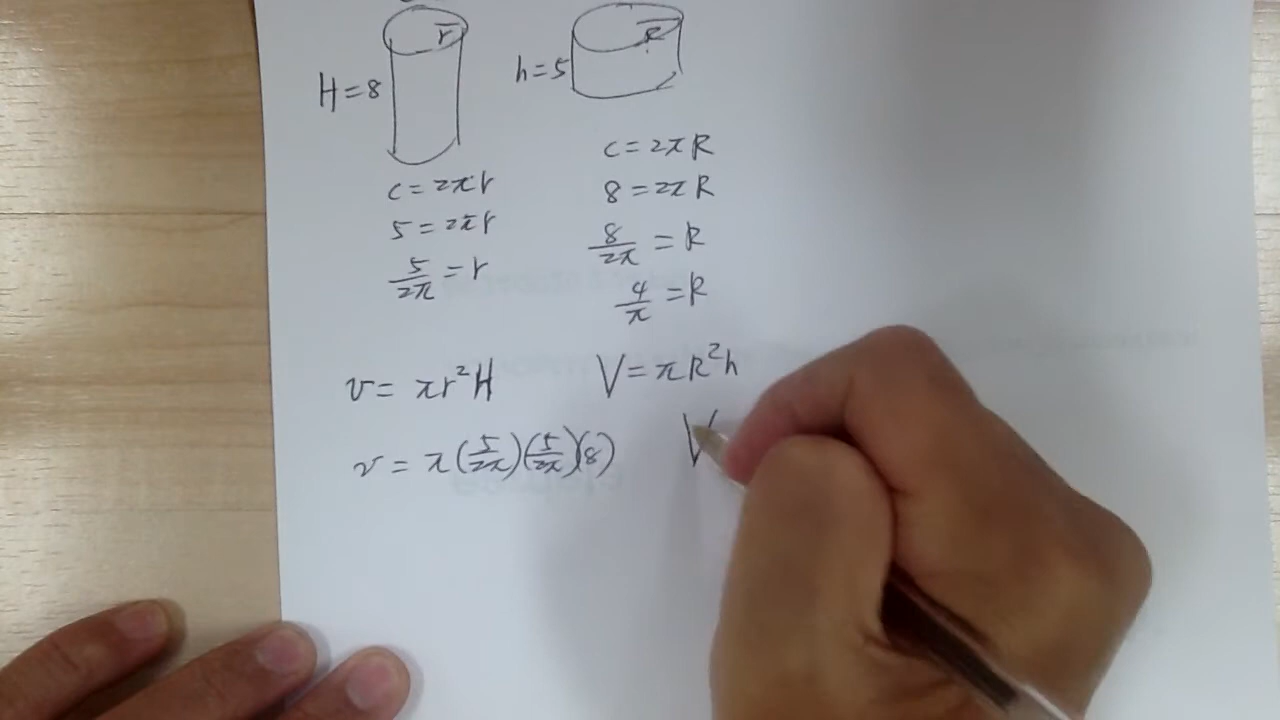 r
R
H=8
h=5
c=2πr
5=2πr
5/2π=r
c=2πR
8=2πR
8/2π=R
4/π=R
v=πr²H
V=πR²h
v=π(5/2π)(5/2π)(8)
V